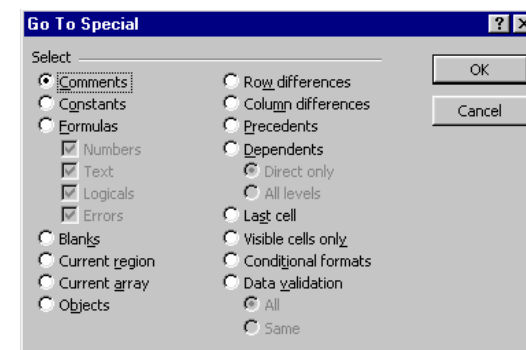 Go To Special
Select
Comments
Constants
Formulas
Numbers
Text
Logicals
Errors
Blanks
Current region
Current array
Objects
Row differences
Column differences
Precedents
Dependents
Direct only
All levels
Last cell
Visible cells only
Conditional formats
Data validation
All
Same
OK
Cancel